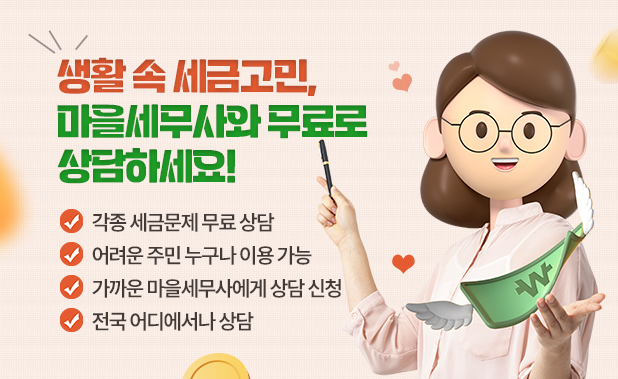 생활 속 세금고민,
마을세무사와 무료로
상담하세요!
각종 세금문제 무료 상담
어려운 주민 누구나 이용 가능
가까운 마을세무사에게 상담 신청
전국 어디에서나 상담
₩